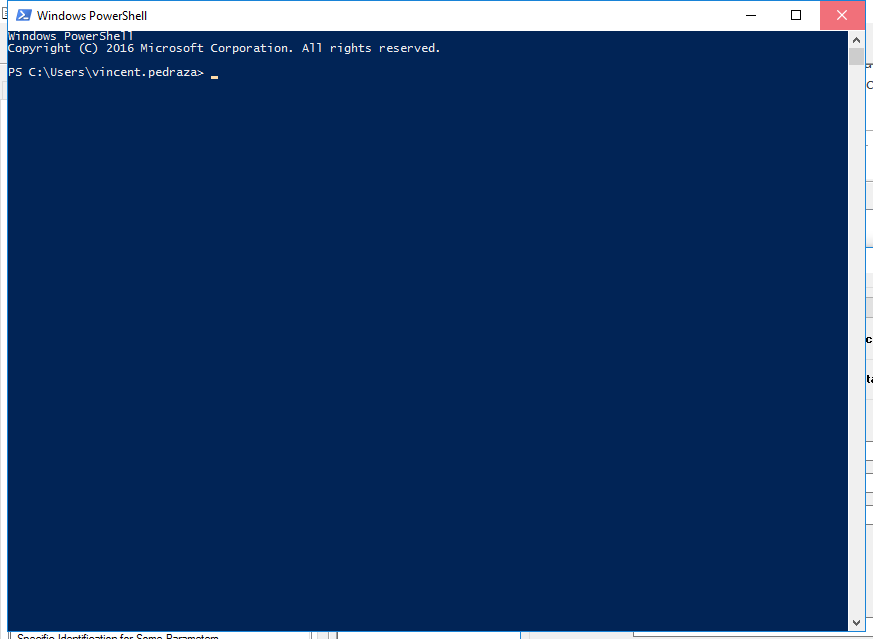 Windows PowerShell
Windows PowerShell
Copyright (C) 2016 Microsoft Corporation. All rights reserved.
PS C:\Users\vincent.pedraza> _
Specific Identification for Some Parameters